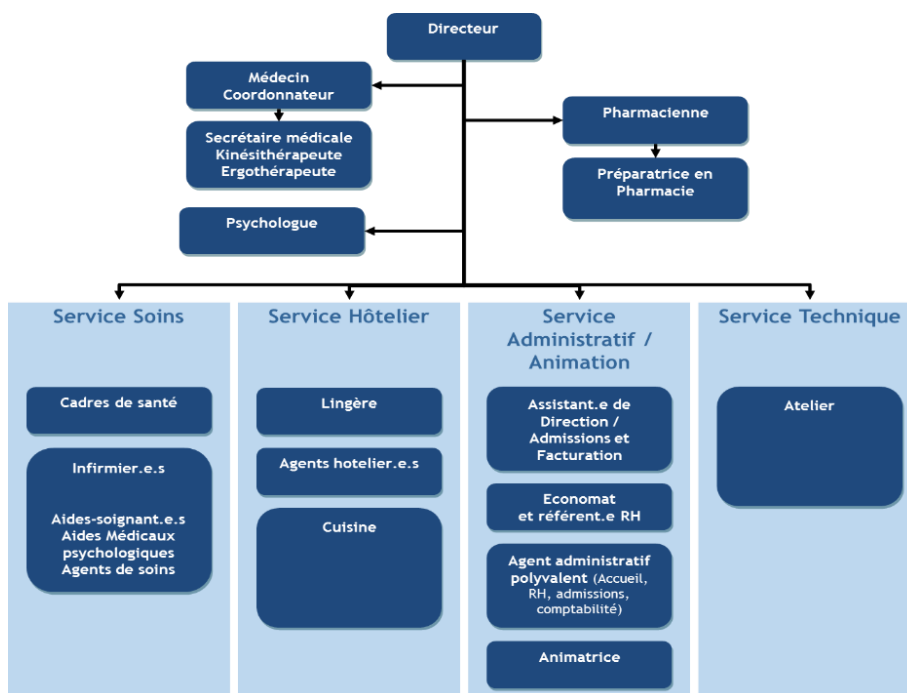 Directeur
Médecin
Coordonnateur
Secrétaire médicale
Kinésithérapeute
Ergothérapeute
Pharmacienne
Préparatrice en
Pharmacie
Psychologue
Service Soins
Cadres de santé
Infirmier.e.s
Aides-soignant.e.s
Aides Médicaux
psychologiques
Agents de soins
Service Hôtelier
Lingère
Agents hotelier.e.s
Cuisine
Service
Administratif /
Animation
Assistant.e de
Direction /
Admissions et
Facturation
Economat
et référent.e RH
Agent administratif
polyvalent (Accueil,
RH, admissions,
comptabilité)
Animatrice
Service Technique
Atelier